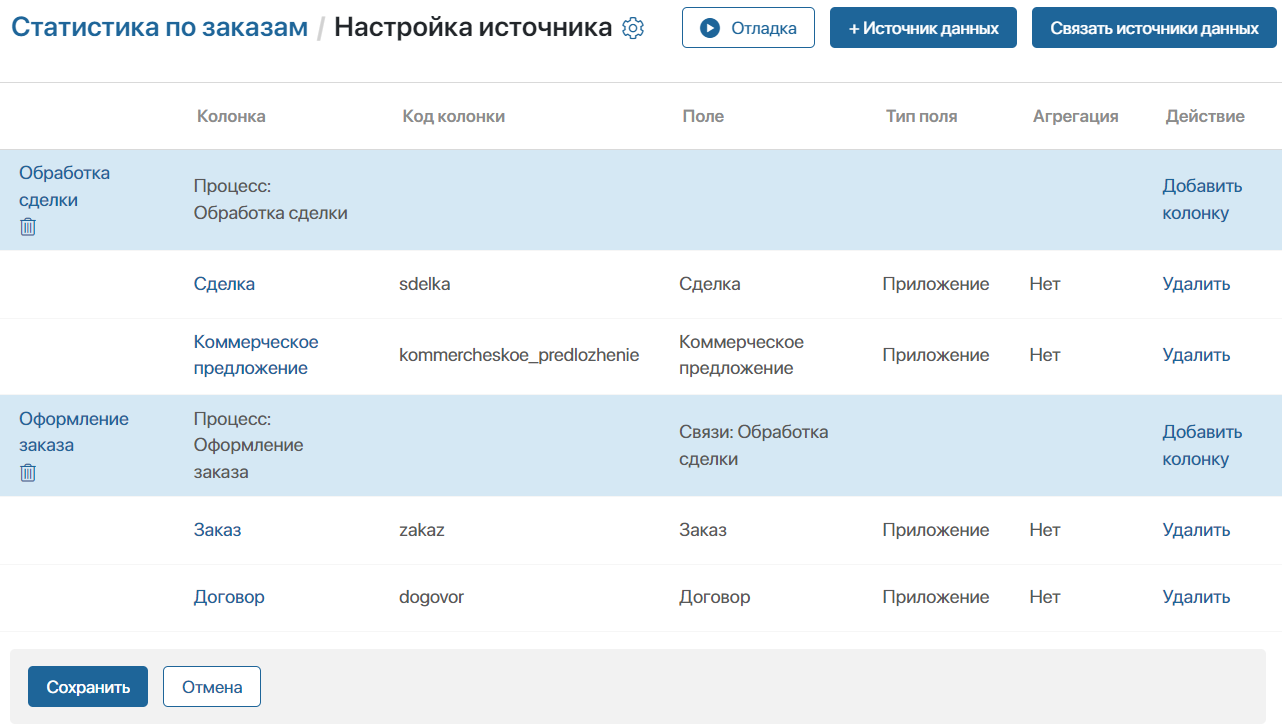 Статистика по заказам / Настройка источника
Отладка
+ Источник данных
Связать источники данных
Колонка
Код колонки
Поле
Тип поля
Агрегация
Действие
Обработка
сделки
Процесс:
Обработка сделки
Добавить
колонку
Сделка
sdelka
Сделка
Приложение
Нет
Удалить
Коммерческое
предложение
kommercheskoe_predlozhenie
Коммерческое
предложение
Приложение
Нет
Удалить
Оформление
заказа
Процесс:
Оформление
заказа
Связи: Обработка
сделки
Добавить
колонку
Заказ
zakaz
Заказ
Приложение
Нет
Удалить
Договор
dogovor
Договор
Приложение
Нет
Удалить
Сохранить
Отмена